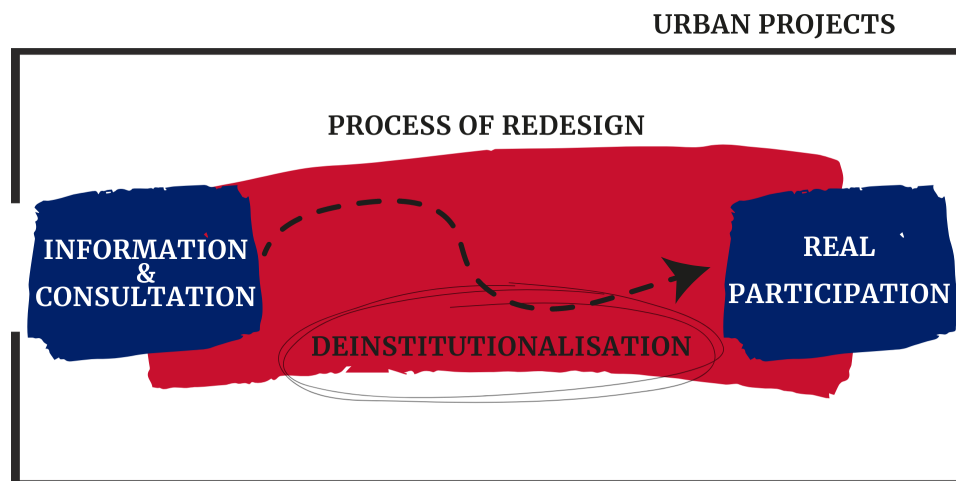 URBAN PROJECTS
PROCESS OF REDESIGN
INFORMATION
&
CONSULTATION
REAL
PARTICIPATION
DEINSTITUTIONALISATION